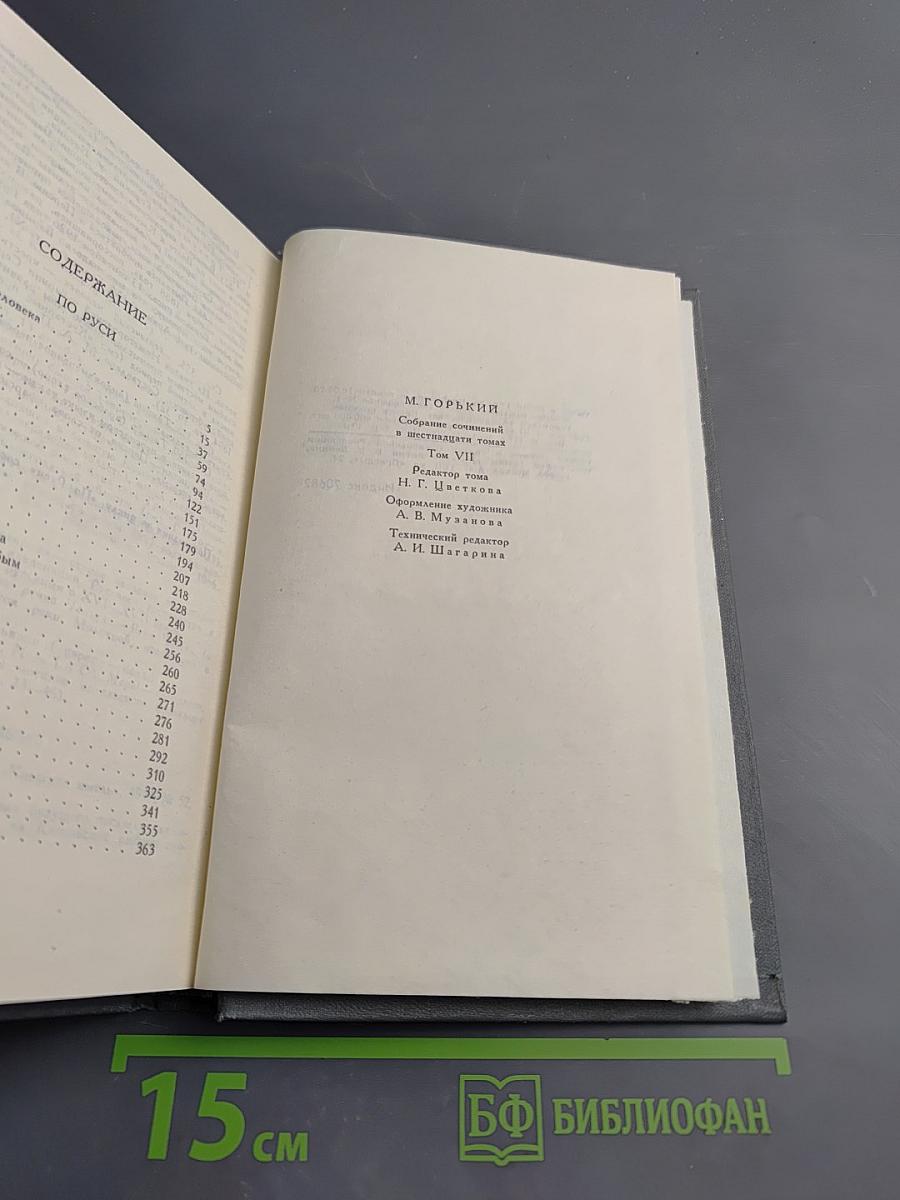 СОДЕРЖАНИЕ
ПО РУСИ
5
15
37
59
74
94
122
151
175
179
194
207
218
228
240
245
256
260
265
271
276
281
292
310
325
341
355
363
М. ГОРЬКИЙ
Собрание сочинений
в шестнадцати томах
Том VII
Редактор тома
Н. Г. Цветкова
Оформление художника
А. В. Музанова
Технический редактор
А. И. Шагарина
15 см
БФ БИБЛИОФАН